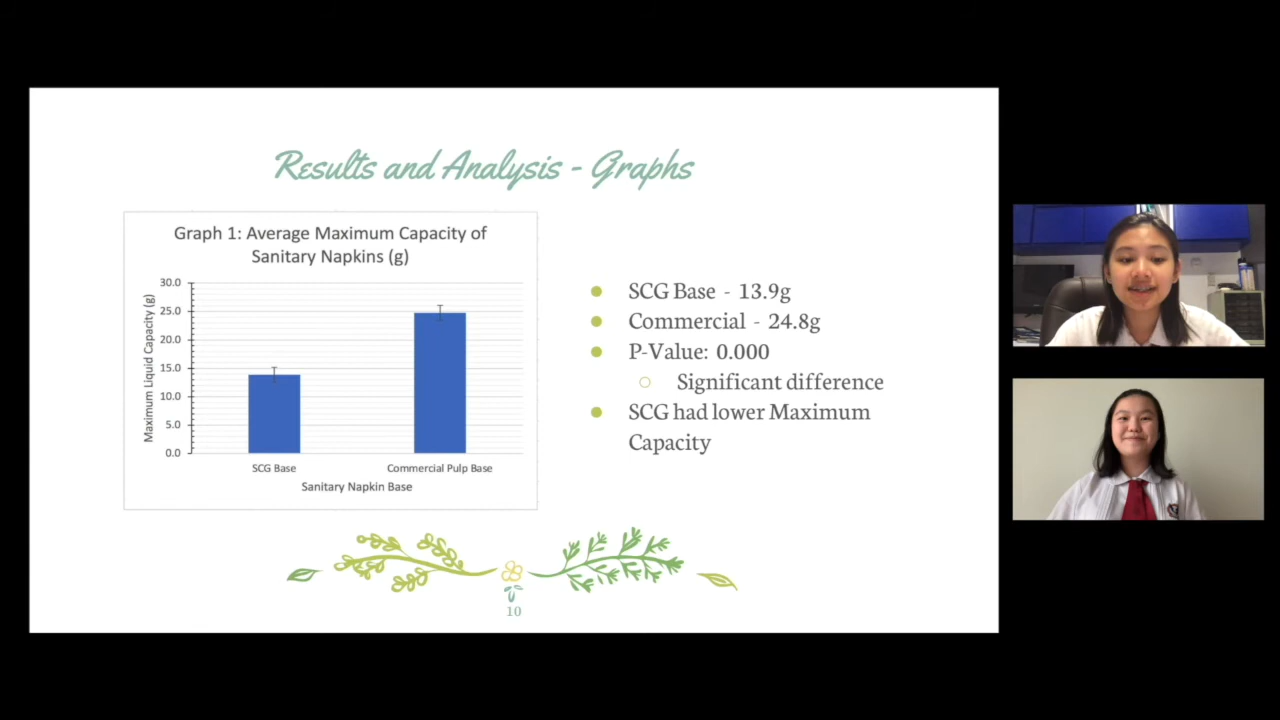 Results and Analysis - Graphs
Graph 1: Average Maximum Capacity of
Sanitary Napkins (g)
Maximum Liquid Capacity (g)
30.0
25.0
20.0
15.0
10.0
5.0
0.0
SCG Base
Commercial Pulp Base
Sanitary Napkin Base
SCG Base - 13.9g
Commercial - 24.8g
P-Value: 0.000
Significant difference
SCG had lower Maximum
Capacity
10